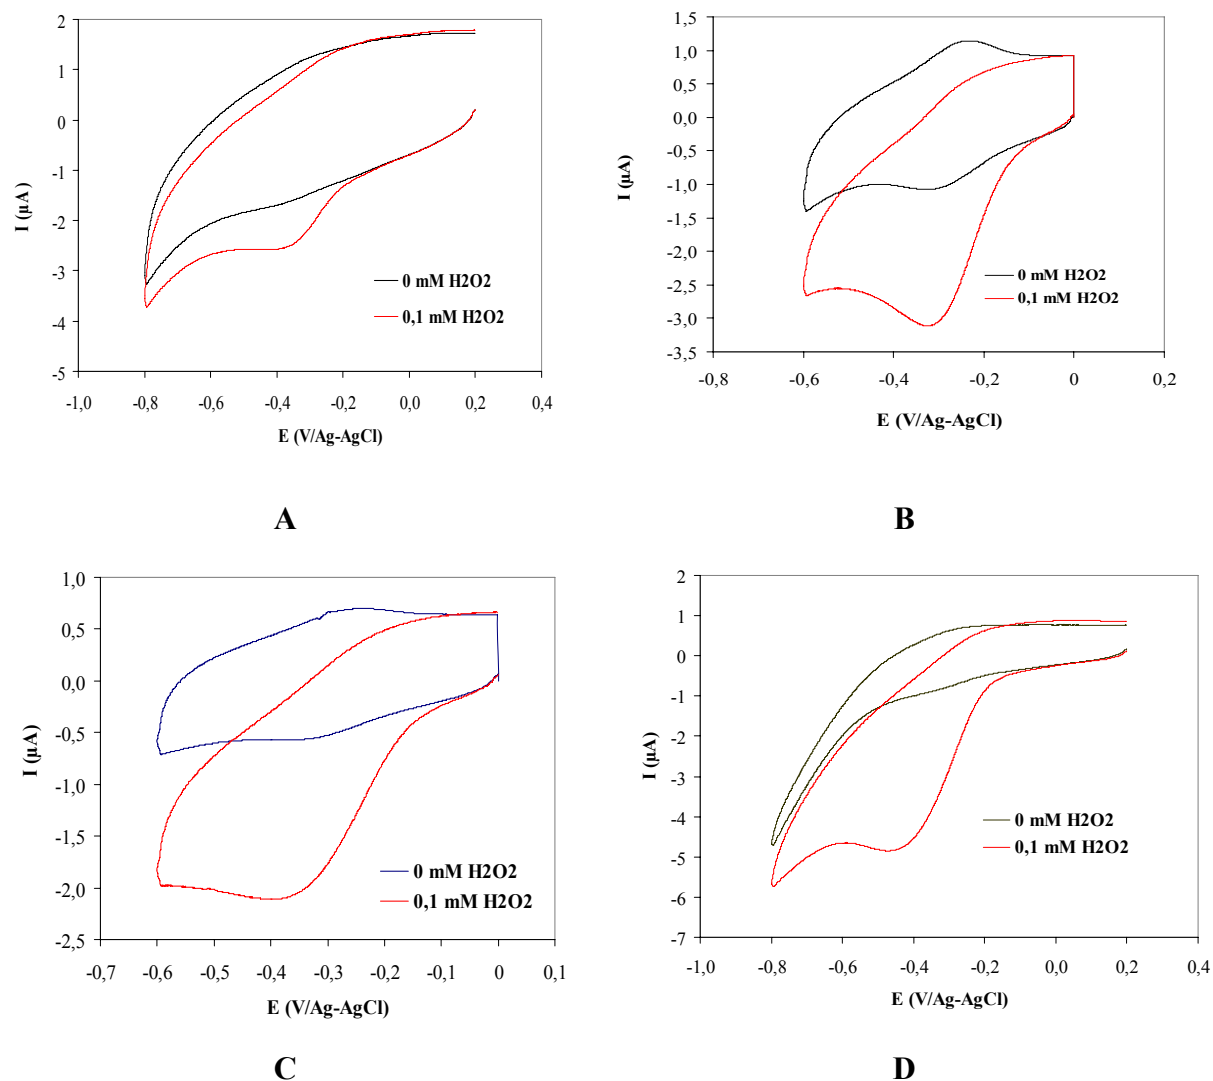 2
1
0
-1
-2
-3
-4
-5
I (µA)
0 mM H2O2
0,1 mM H2O2
-1,0 -0,8 -0,6 -0,4 -0,2 0,0 0,2 0,4
E (V/Ag-AgCl)
A
1,5
1,0
0,5
0,0
-0,5
-1,0
-1,5
-2,0
-2,5
-3,0
-3,5
I (µA)
0 mM H2O2
0,1 mM H2O2
-0,8 -0,6 -0,4 -0,2 0 0,2
E (V/Ag-AgCl)
B
1,0
0,5
0,0
-0,5
-1,0
-1,5
-2,0
-2,5
I (µA)
0 mM H2O2
0,1 mM H2O2
-0,7 -0,6 -0,5 -0,4 -0,3 -0,2 -0,1 0 0,1
E (V/Ag-AgCl)
C
2
1
0
-1
-2
-3
-4
-5
-6
-7
I (µA)
0 mM H2O2
0,1 mM H2O2
-1,0 -0,8 -0,6 -0,4 -0,2 0,0 0,2 0,4
E (V/Ag-AgCl)
D